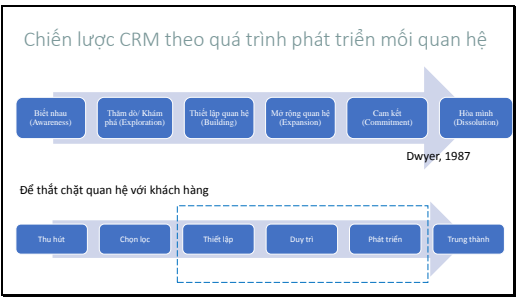 Chiến lược CRM theo quá trình phát triển mối quan hệ
Biết nhau
(Awareness)
Thăm dò/ Khám
phá (Exploration)
Thiết lập quan hệ
(Building)
Mở rộng quan hệ
(Expansion)
Cam kết
(Commitment)
Hòa mình
(Dissolution)
Dwyer, 1987
Để thắt chặt quan hệ với khách hàng
Thu hút
Chọn lọc
Thiết lập
Duy trì
Phát triển
Trung thành